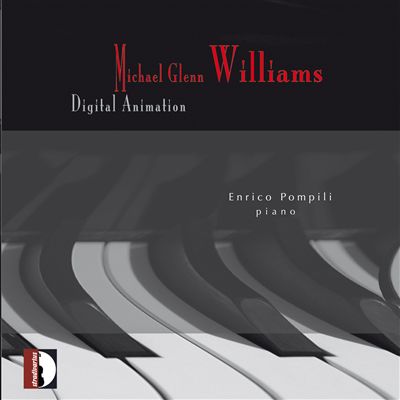 Michael Glenn Williams
Digital Animation
Enrico Pompili
piano
stradivarius